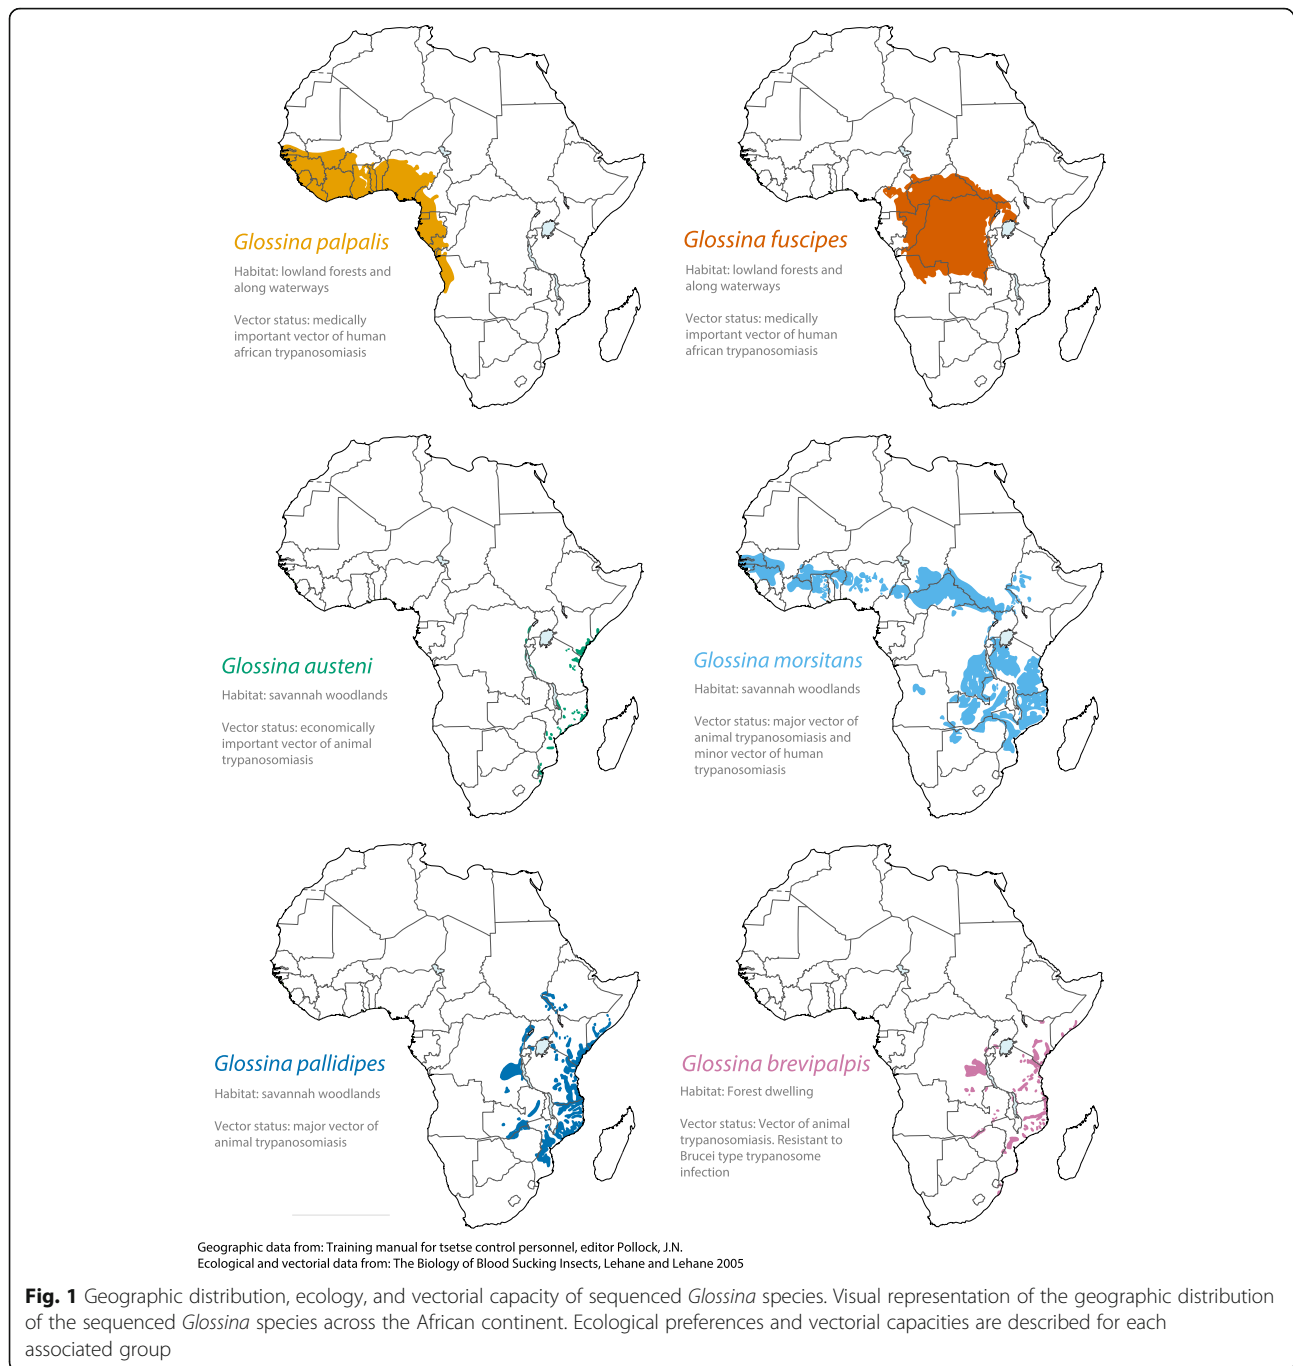 Glossina palpalis
Habitat: lowland forests and
along waterways
Vector status: medically
important vector of human
african trypanosomiasis
Glossina fuscipes
Habitat: lowland forests and
along waterways
Vector status: medically
important vector of human
african trypanosomiasis
Glossina austeni
Habitat: savannah woodlands
Vector status: economically
important vector of animal
trypanosomiasis
Glossina morsitans
Habitat: savannah woodlands
Vector status: major vector of
animal trypanosomiasis and
minor vector of human
trypanosomiasis
Glossina pallidipes
Habitat: savannah woodlands
Vector status: major vector of
animal trypanosomiasis
Glossina brevipalpis
Habitat: Forest dwelling
Vector status: Vector of animal
trypanosomiasis. Resistant to
Brucei type trypanosome
infection
Geographic data from: Training manual for tsetse control personnel, editor Pollock, J.N.
Ecological and vectorial data from: The Biology of Blood Sucking Insects, Lehane and Lehane 2005
Fig. 1 Geographic distribution, ecology, and vectorial capacity of sequenced Glossina species. Visual representation of the geographic distribution
of the sequenced Glossina species across the African continent. Ecological preferences and vectorial capacities are described for each
associated group